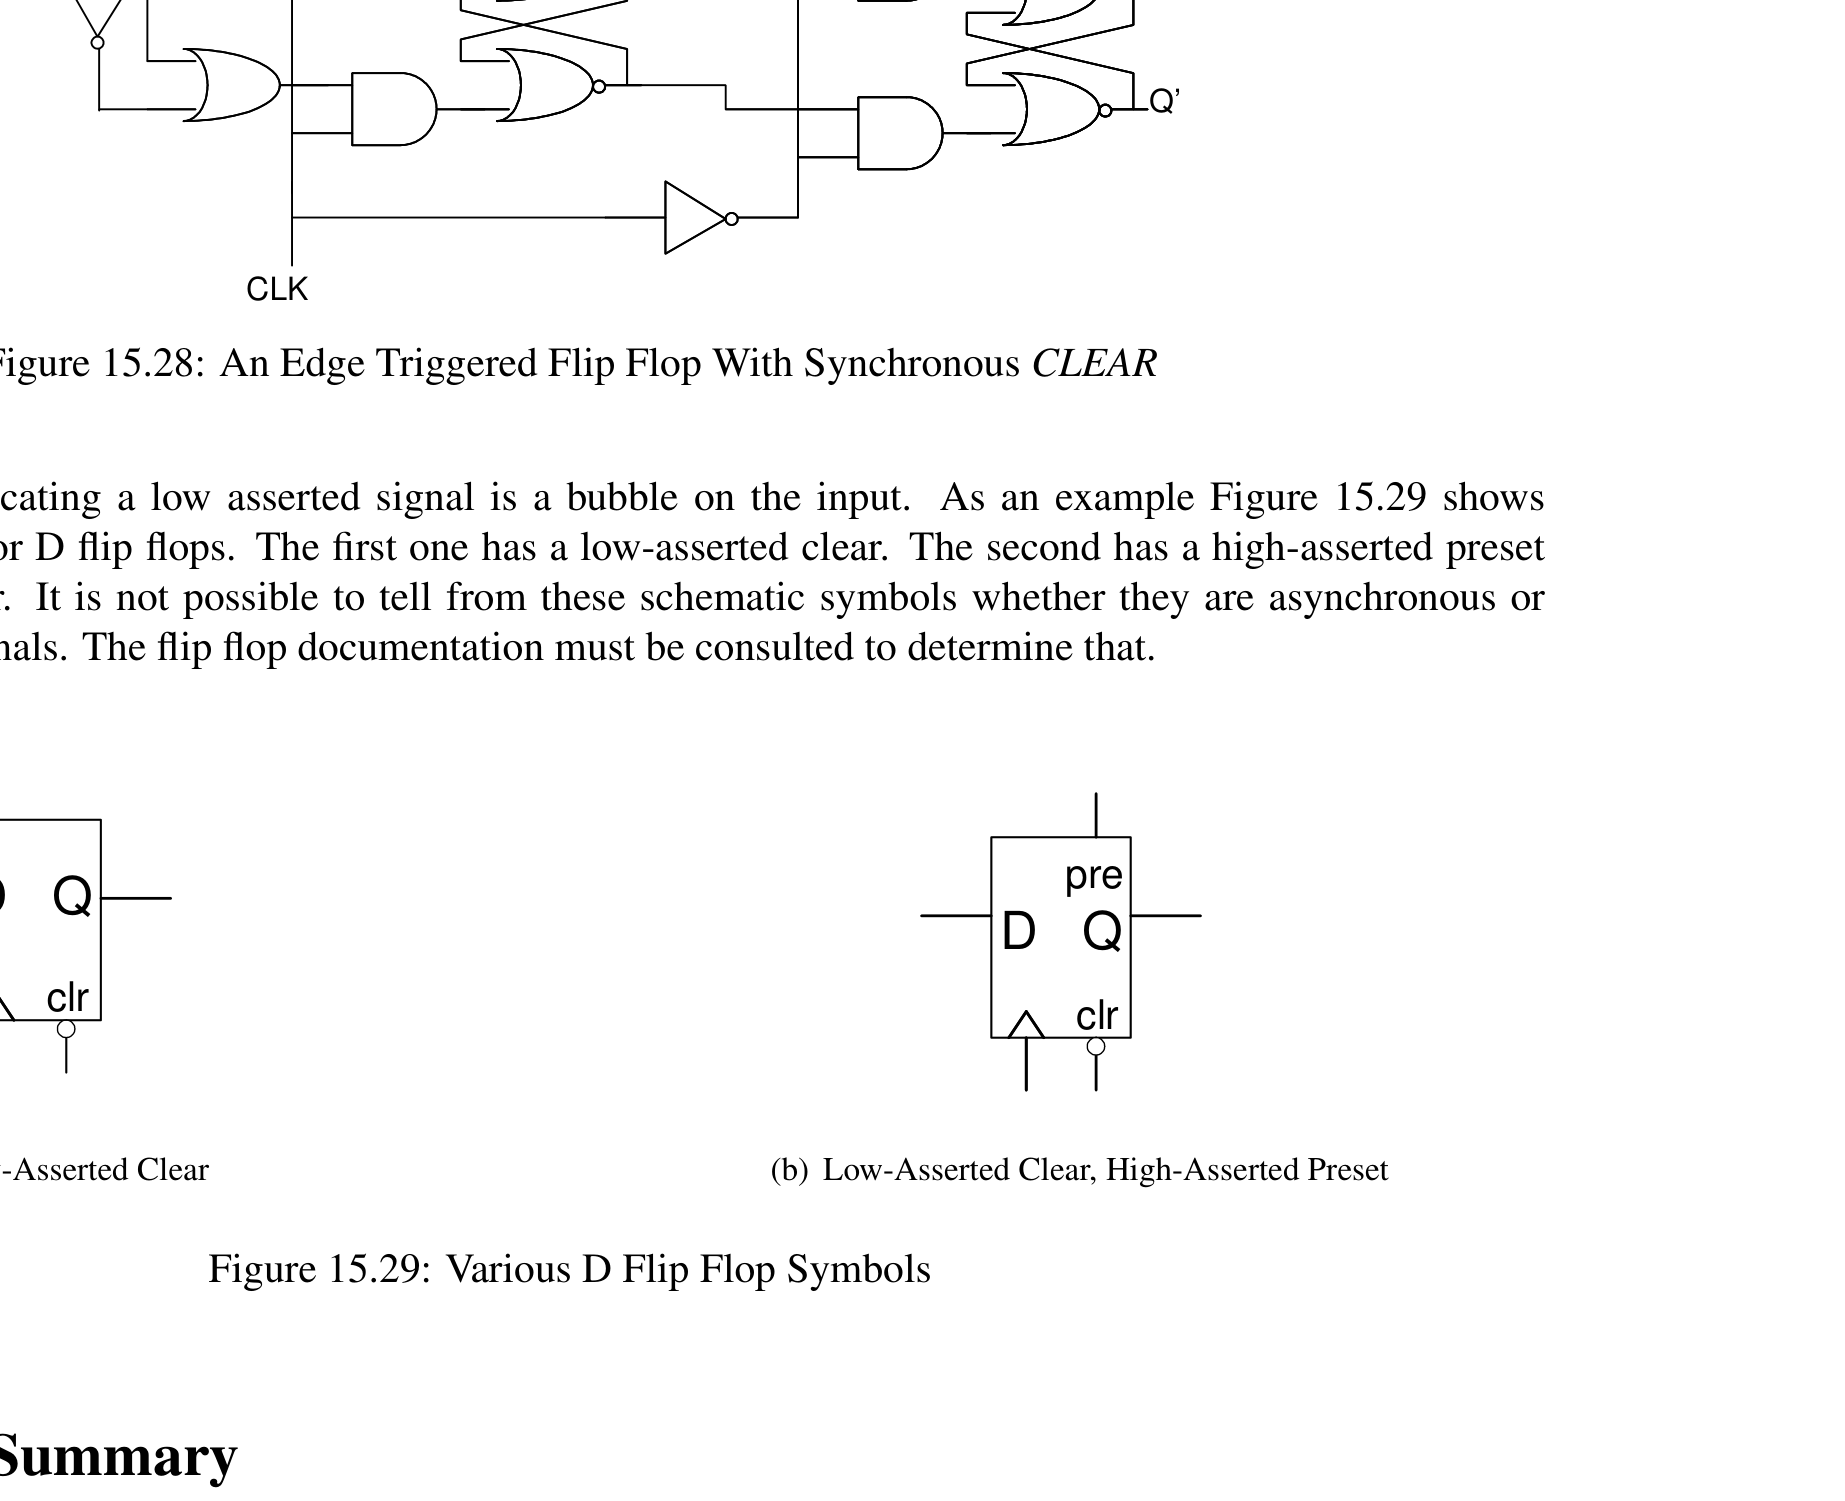 Q’
CLK
Figure 15.28: An Edge Triggered Flip Flop With Synchronous CLEAR
cating a low asserted signal is a bubble on the input. As an example Figure 15.29 shows
or D flip flops. The first one has a low-asserted clear. The second has a high-asserted preset
r. It is not possible to tell from these schematic symbols whether they are asynchronous or
nals. The flip flop documentation must be consulted to determine that.
Q
clr
pre
D Q
clr
-Asserted Clear
(b) Low-Asserted Clear, High-Asserted Preset
Figure 15.29: Various D Flip Flop Symbols
Summary